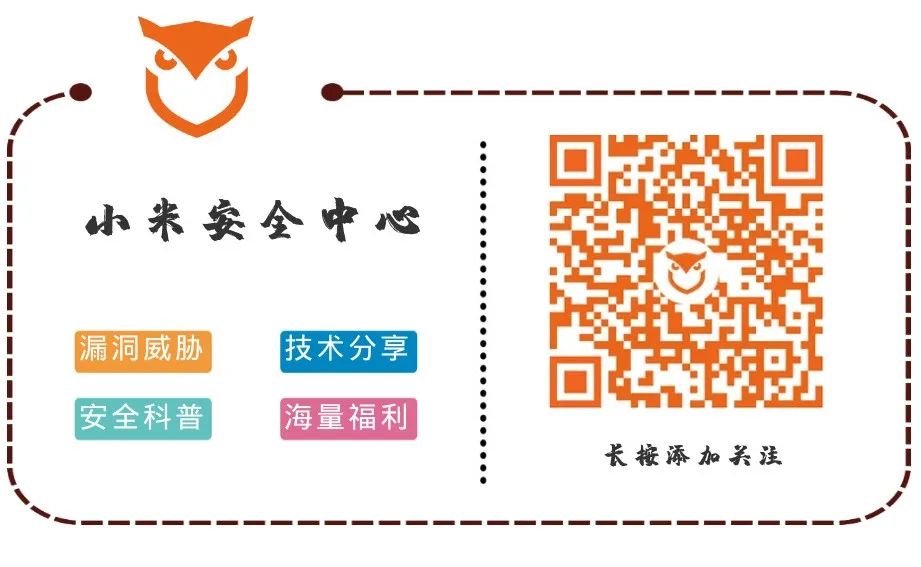 小米安全中心
漏洞威胁
技术分享
安全科普
海量福利
长按添加关注